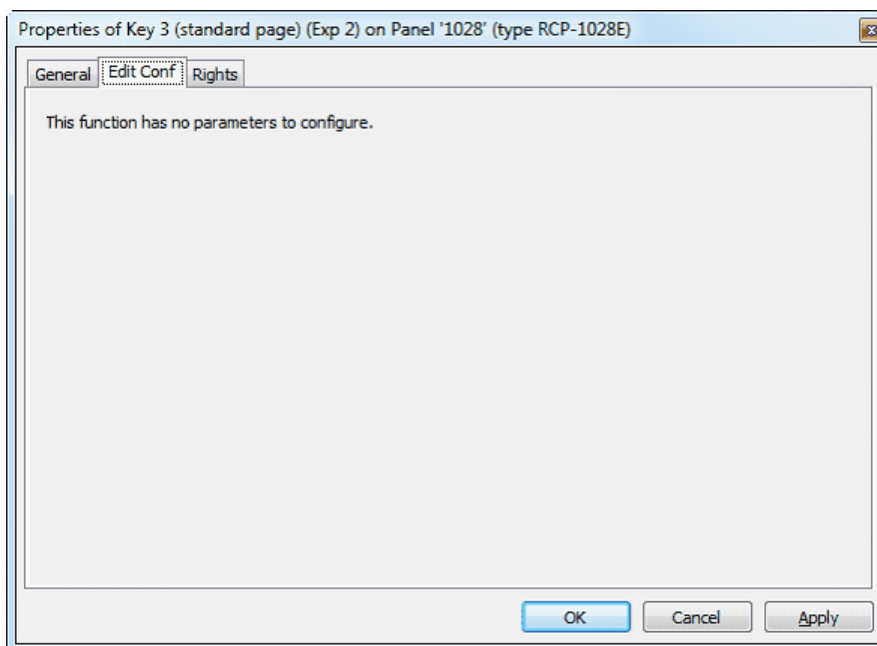 Properties of Key 3 (standard page) (Exp 2) on Panel '1028' (type RCP-1028E)
General Edit Conf Rights
This function has no parameters to configure.
OK Cancel Apply